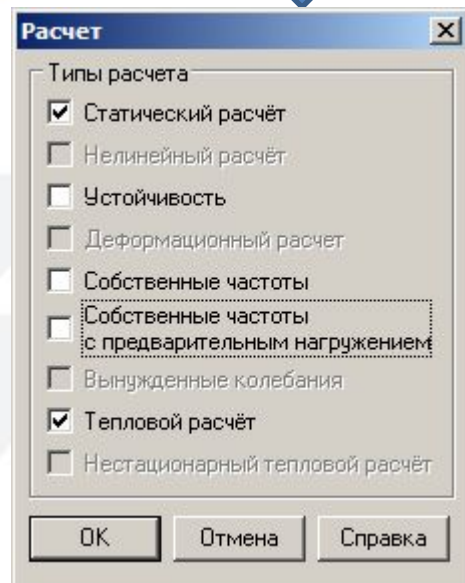 Расчет
Типы расчета
Статический расчёт
Нелинейный расчёт
Устойчивость
Деформационный расчет
Собственные частоты
Собственные частоты
с предварительным нагружением
Вынужденные колебания
Тепловой расчёт
Нестационарный тепловой расчёт
ОК
Отмена
Справка